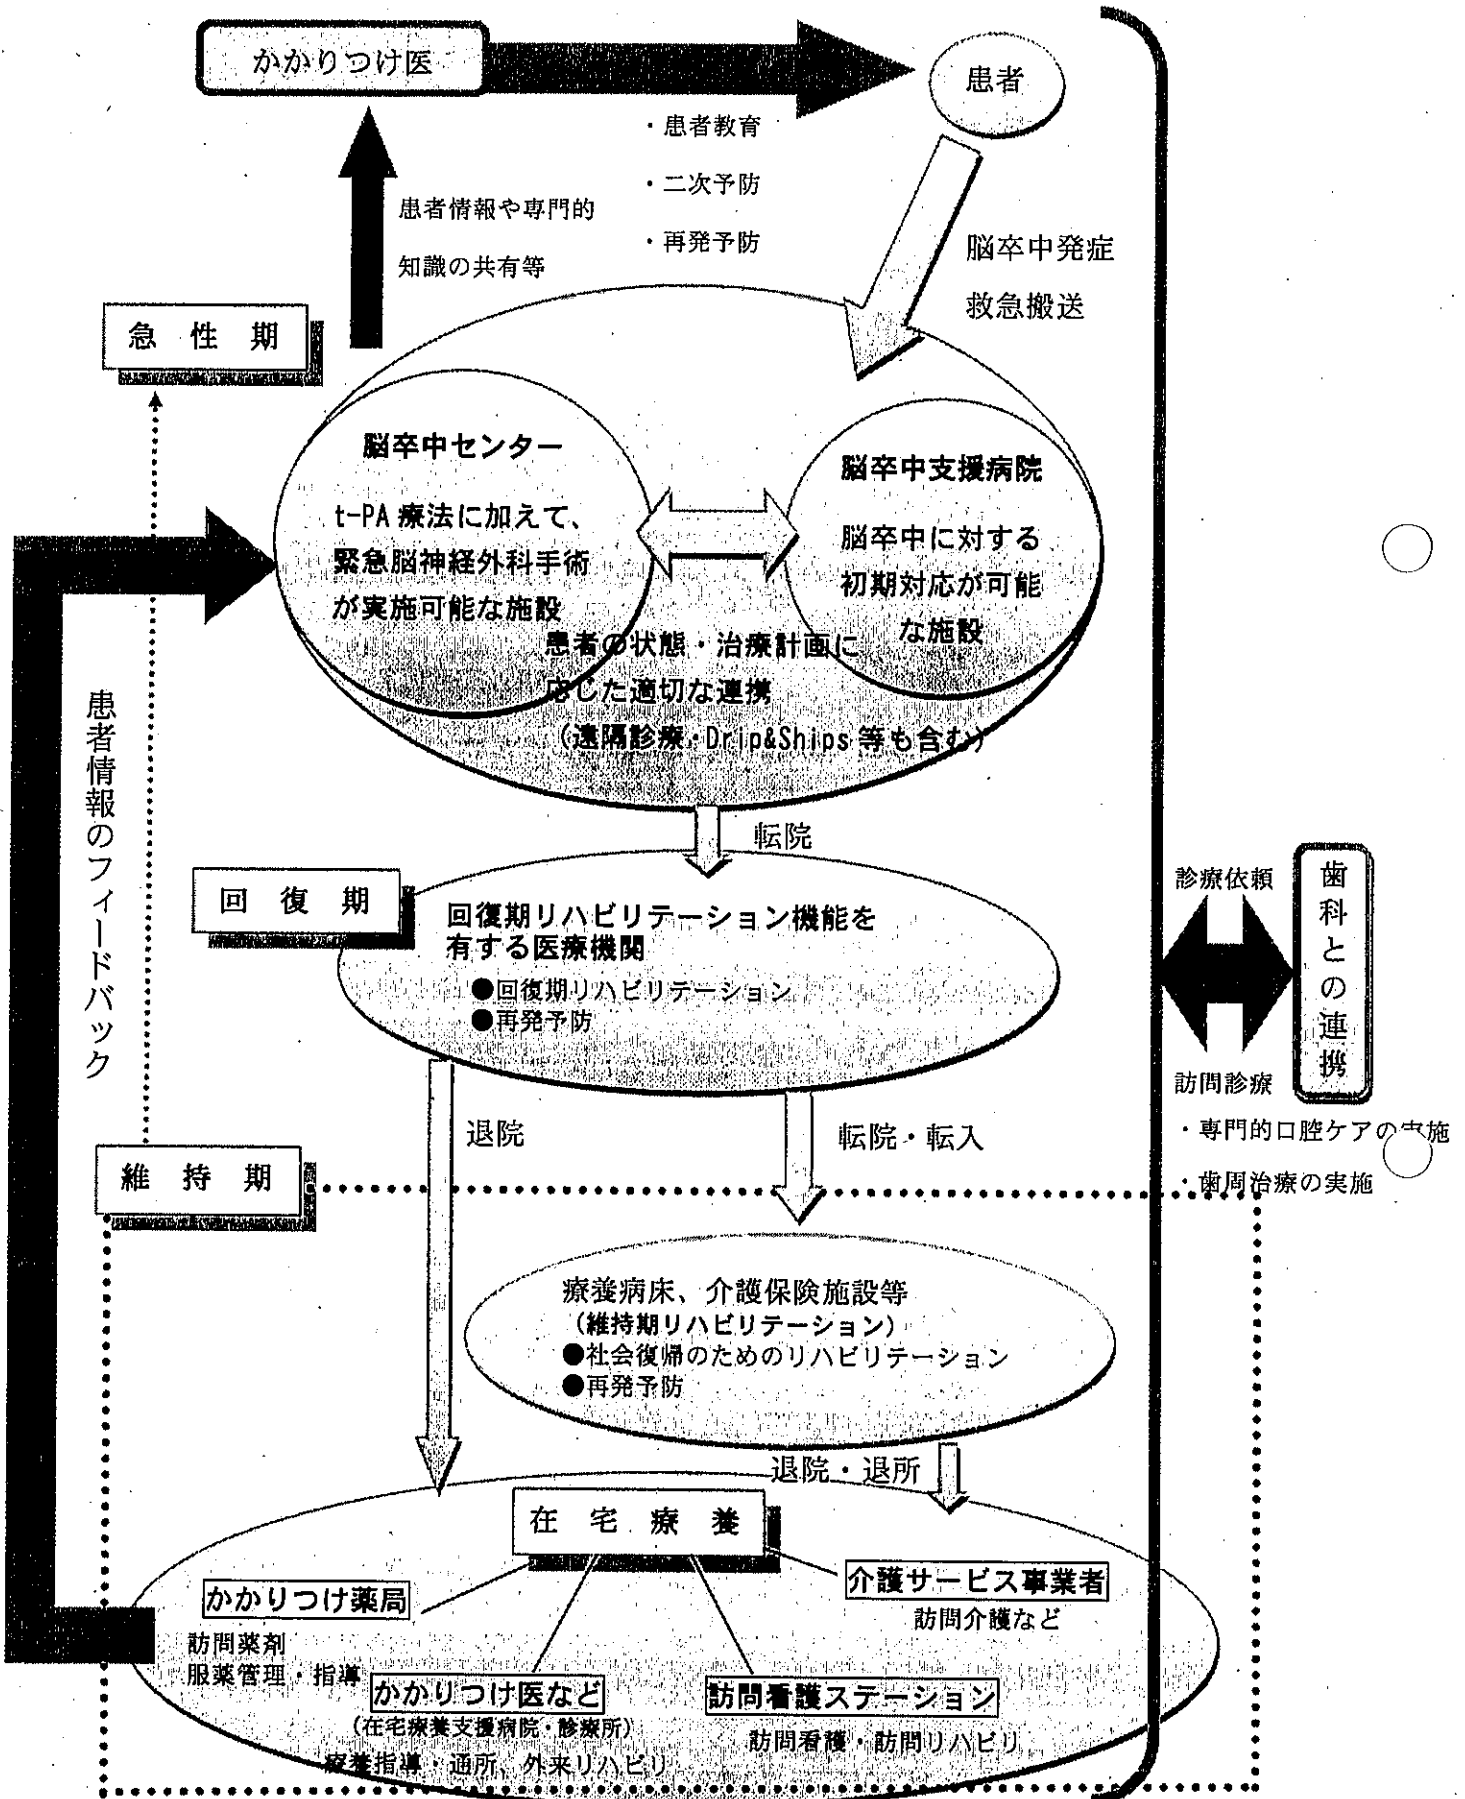 かかりつけ医
患者
・患者教育
・二次予防
・再発予防
患者情報や専門的
知識の共有等
脳卒中発症
救急搬送
急性期
脳卒中センター
t-PA療法に加えて、
緊急脳神経外科手術
が実施可能な施設
脳卒中支援病院
脳卒中に対する
初期対応が可能
な施設
患者の状態・治療計画に
応じた適切な連携
(遠隔診療・Drip&Ships等も含む)
患者情報のフィードバック
転院
回復期
回復期リハビリテーション機能を
有する医療機関
●回復期リハビリテーション
●再発予防
診療依頼
歯科との連携
訪問診療
・専門的口腔ケアの実施
・歯周治療の実施
退院
転院・転入
維持期
療養病床、介護保険施設等
(維持期リハビリテーション)
●社会復帰のためのリハビリテーション
●再発予防
退院・退所
在宅療養
かかりつけ薬局
訪問薬剤
服薬管理・指導
介護サービス事業者
訪問介護など
かかりつけ医など
(在宅療養支援病院・診療所)
療養指導・通所、外来リハビリ
訪問看護ステーション
訪問看護・訪問リハビリ